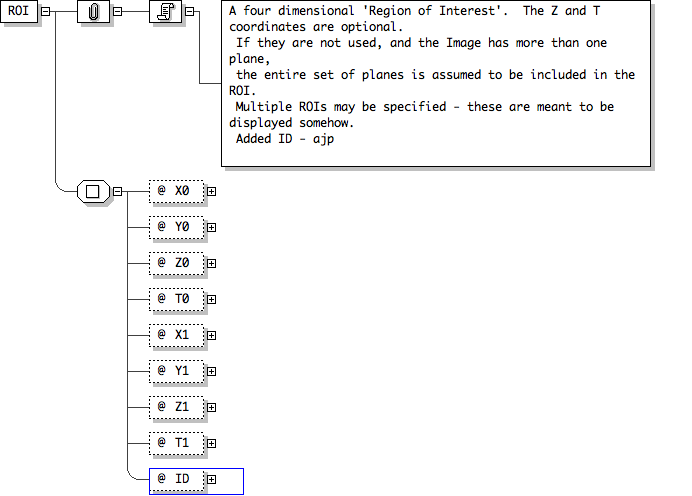 ROI
A four dimensional 'Region of Interest'.  The Z and T
coordinates are optional.
If they are not used, and the Image has more than one
plane,
the entire set of planes is assumed to be included in the
ROI.
Multiple ROIs may be specified - these are meant to be
displayed somehow.
Added ID - ajp
@ X0
@ Y0
@ Z0
@ T0
@ X1
@ Y1
@ Z1
@ T1
@ ID